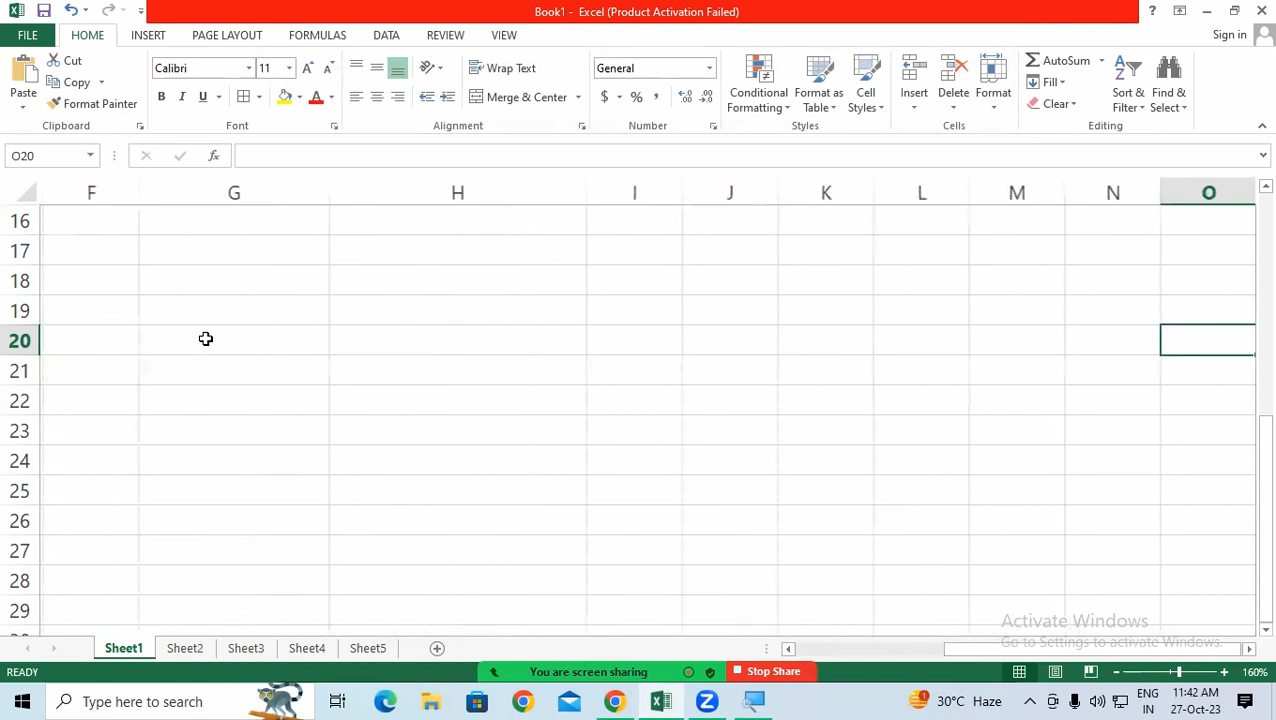 Book1 - Excel (Product Activation Failed)
?
FILE HOME INSERT PAGE LAYOUT FORMULAS DATA REVIEW VIEW Sign in
Paste
Cut
Copy
Format Painter
Clipboard
Calibri 11
B I U
Font
Wrap Text
Merge & Center
Alignment
General
$ % ,
Number
Conditional Formatting
Format as Table
Cell Styles
Styles
Insert
Delete
Format
Cells
AutoSum
Fill
Clear
Sort & Filter
Find & Select
Editing
O20 fx
F G H I J K L M N O
16
17
18
19
20
21
22
23
24
25
26
27
28
29
Activate Windows
Go to Settings to activate Windows.
Sheet1 Sheet2 Sheet3 Sheet4 Sheet5
READY You are screen sharing Stop Share 160%
Type here to search 30°C Haze ENG IN 11:42 AM 27-Oct-23